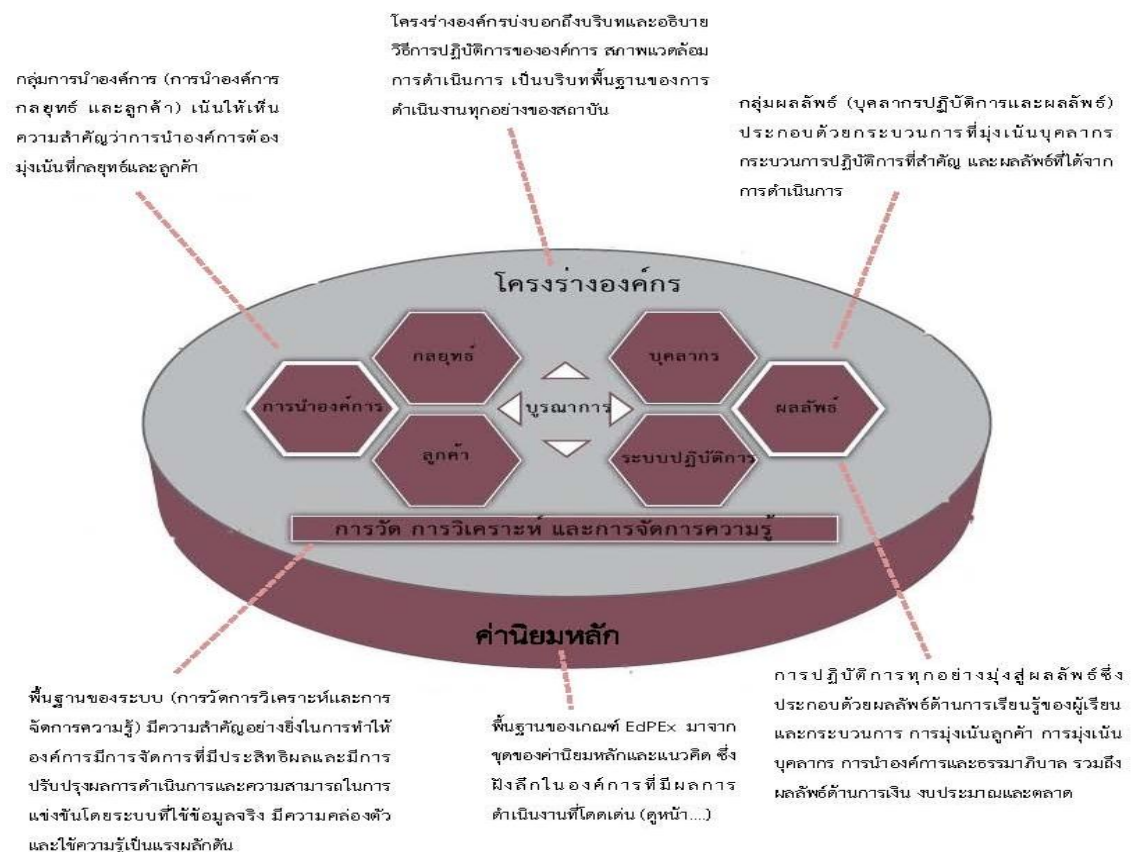 โครงร่างองค์กรบ่งบอกถึงบริบทและอธิบาย
วิธีการปฏิบัติการขององค์การ สภาพแวดล้อม
การดำเนินการ เป็นบริบทพื้นฐานของการ
ดำเนินงานทุกอย่างของสถาบัน
กลุ่มการนำองค์การ (การนำองค์การ
กลยุทธ์ และลูกค้า) เน้นให้เห็น
ความสำคัญว่าการนำองค์การต้อง
มุ่งเน้นที่กลยุทธ์และลูกค้า
กลุ่มผลลัพธ์ (บุคลากรปฏิบัติการและผลลัพธ์)
ประกอบด้วยกระบวนการที่มุ่งเน้นบุคลากร
กระบวนการปฏิบัติการที่สำคัญ และผลลัพธ์ที่ได้จาก
การดำเนินการ
โครงร่างองค์กร
กลยุทธ์
บุคลากร
การนำองค์การ
บูรณาการ
ผลลัพธ์
ลูกค้า
ระบบปฏิบัติการ
การวัด การวิเคราะห์ และการจัดการความรู้
ค่านิยมหลัก
พื้นฐานของระบบ (การวัดการวิเคราะห์และการ
จัดการความรู้) มีความสำคัญอย่างยิ่งในการทำให้
องค์การมีการจัดการที่มีประสิทธิผลและมีการ
ปรับปรุงผลการดำเนินการและความสามารถในการ
แข่งขันโดยระบบที่ใช้ข้อมูลจริง มีความคล่องตัว
และใช้ความรู้เป็นแรงผลักดัน
พื้นฐานของเกณฑ์ EdPEx มาจาก
ชุดของค่านิยมหลักและแนวคิด ซึ่ง
ฝังลึกในองค์การที่มีผลการ
ดำเนินงานที่โดดเด่น (ดูหน้า....)
การปฏิบัติการทุกอย่างมุ่งสู่ผลลัพธ์ซึ่ง
ประกอบด้วยผลลัพธ์ด้านการเรียนรู้ของผู้เรียน
และกระบวนการ การมุ่งเน้นลูกค้า การมุ่งเน้น
บุคลากร การนำองค์การและธรรมาภิบาล รวมถึง
ผลลัพธ์ด้านการเงิน งบประมาณและตลาด